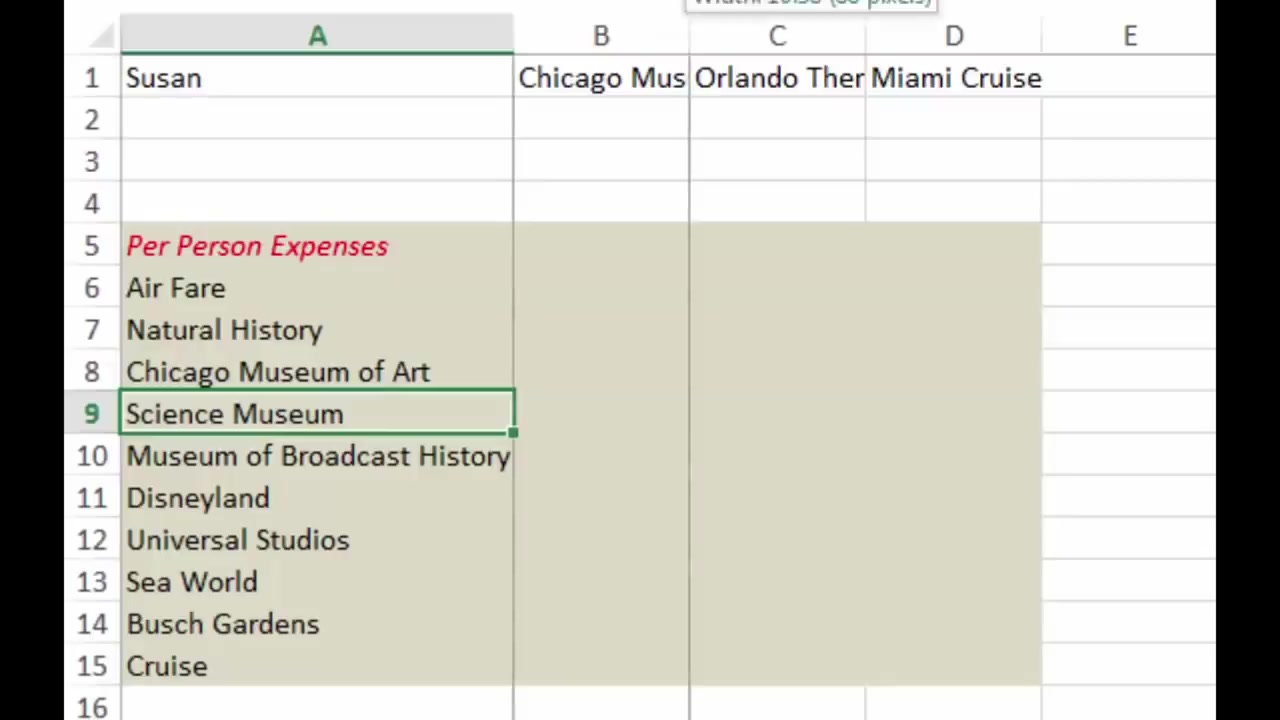 A B C D E
1 Susan Chicago Mus Orlando Ther Miami Cruise
2
3
4
5 Per Person Expenses
6 Air Fare
7 Natural History
8 Chicago Museum of Art
9 Science Museum
10 Museum of Broadcast History
11 Disneyland
12 Universal Studios
13 Sea World
14 Busch Gardens
15 Cruise
16